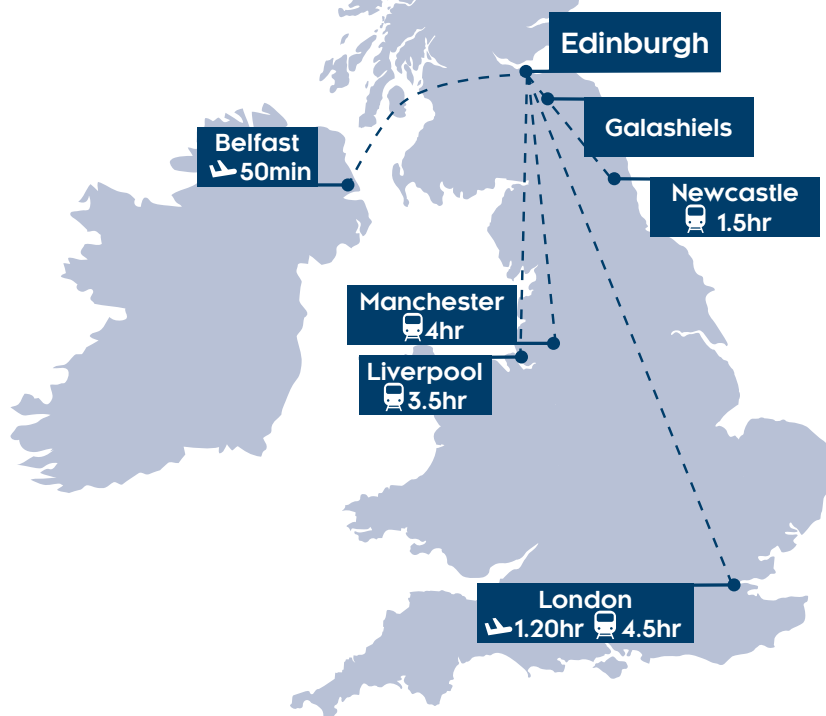 Edinburgh
Galashiels
Belfast
50min
Newcastle
1.5hr
Manchester
4hr
Liverpool
3.5hr
London
1.20hr 4.5hr